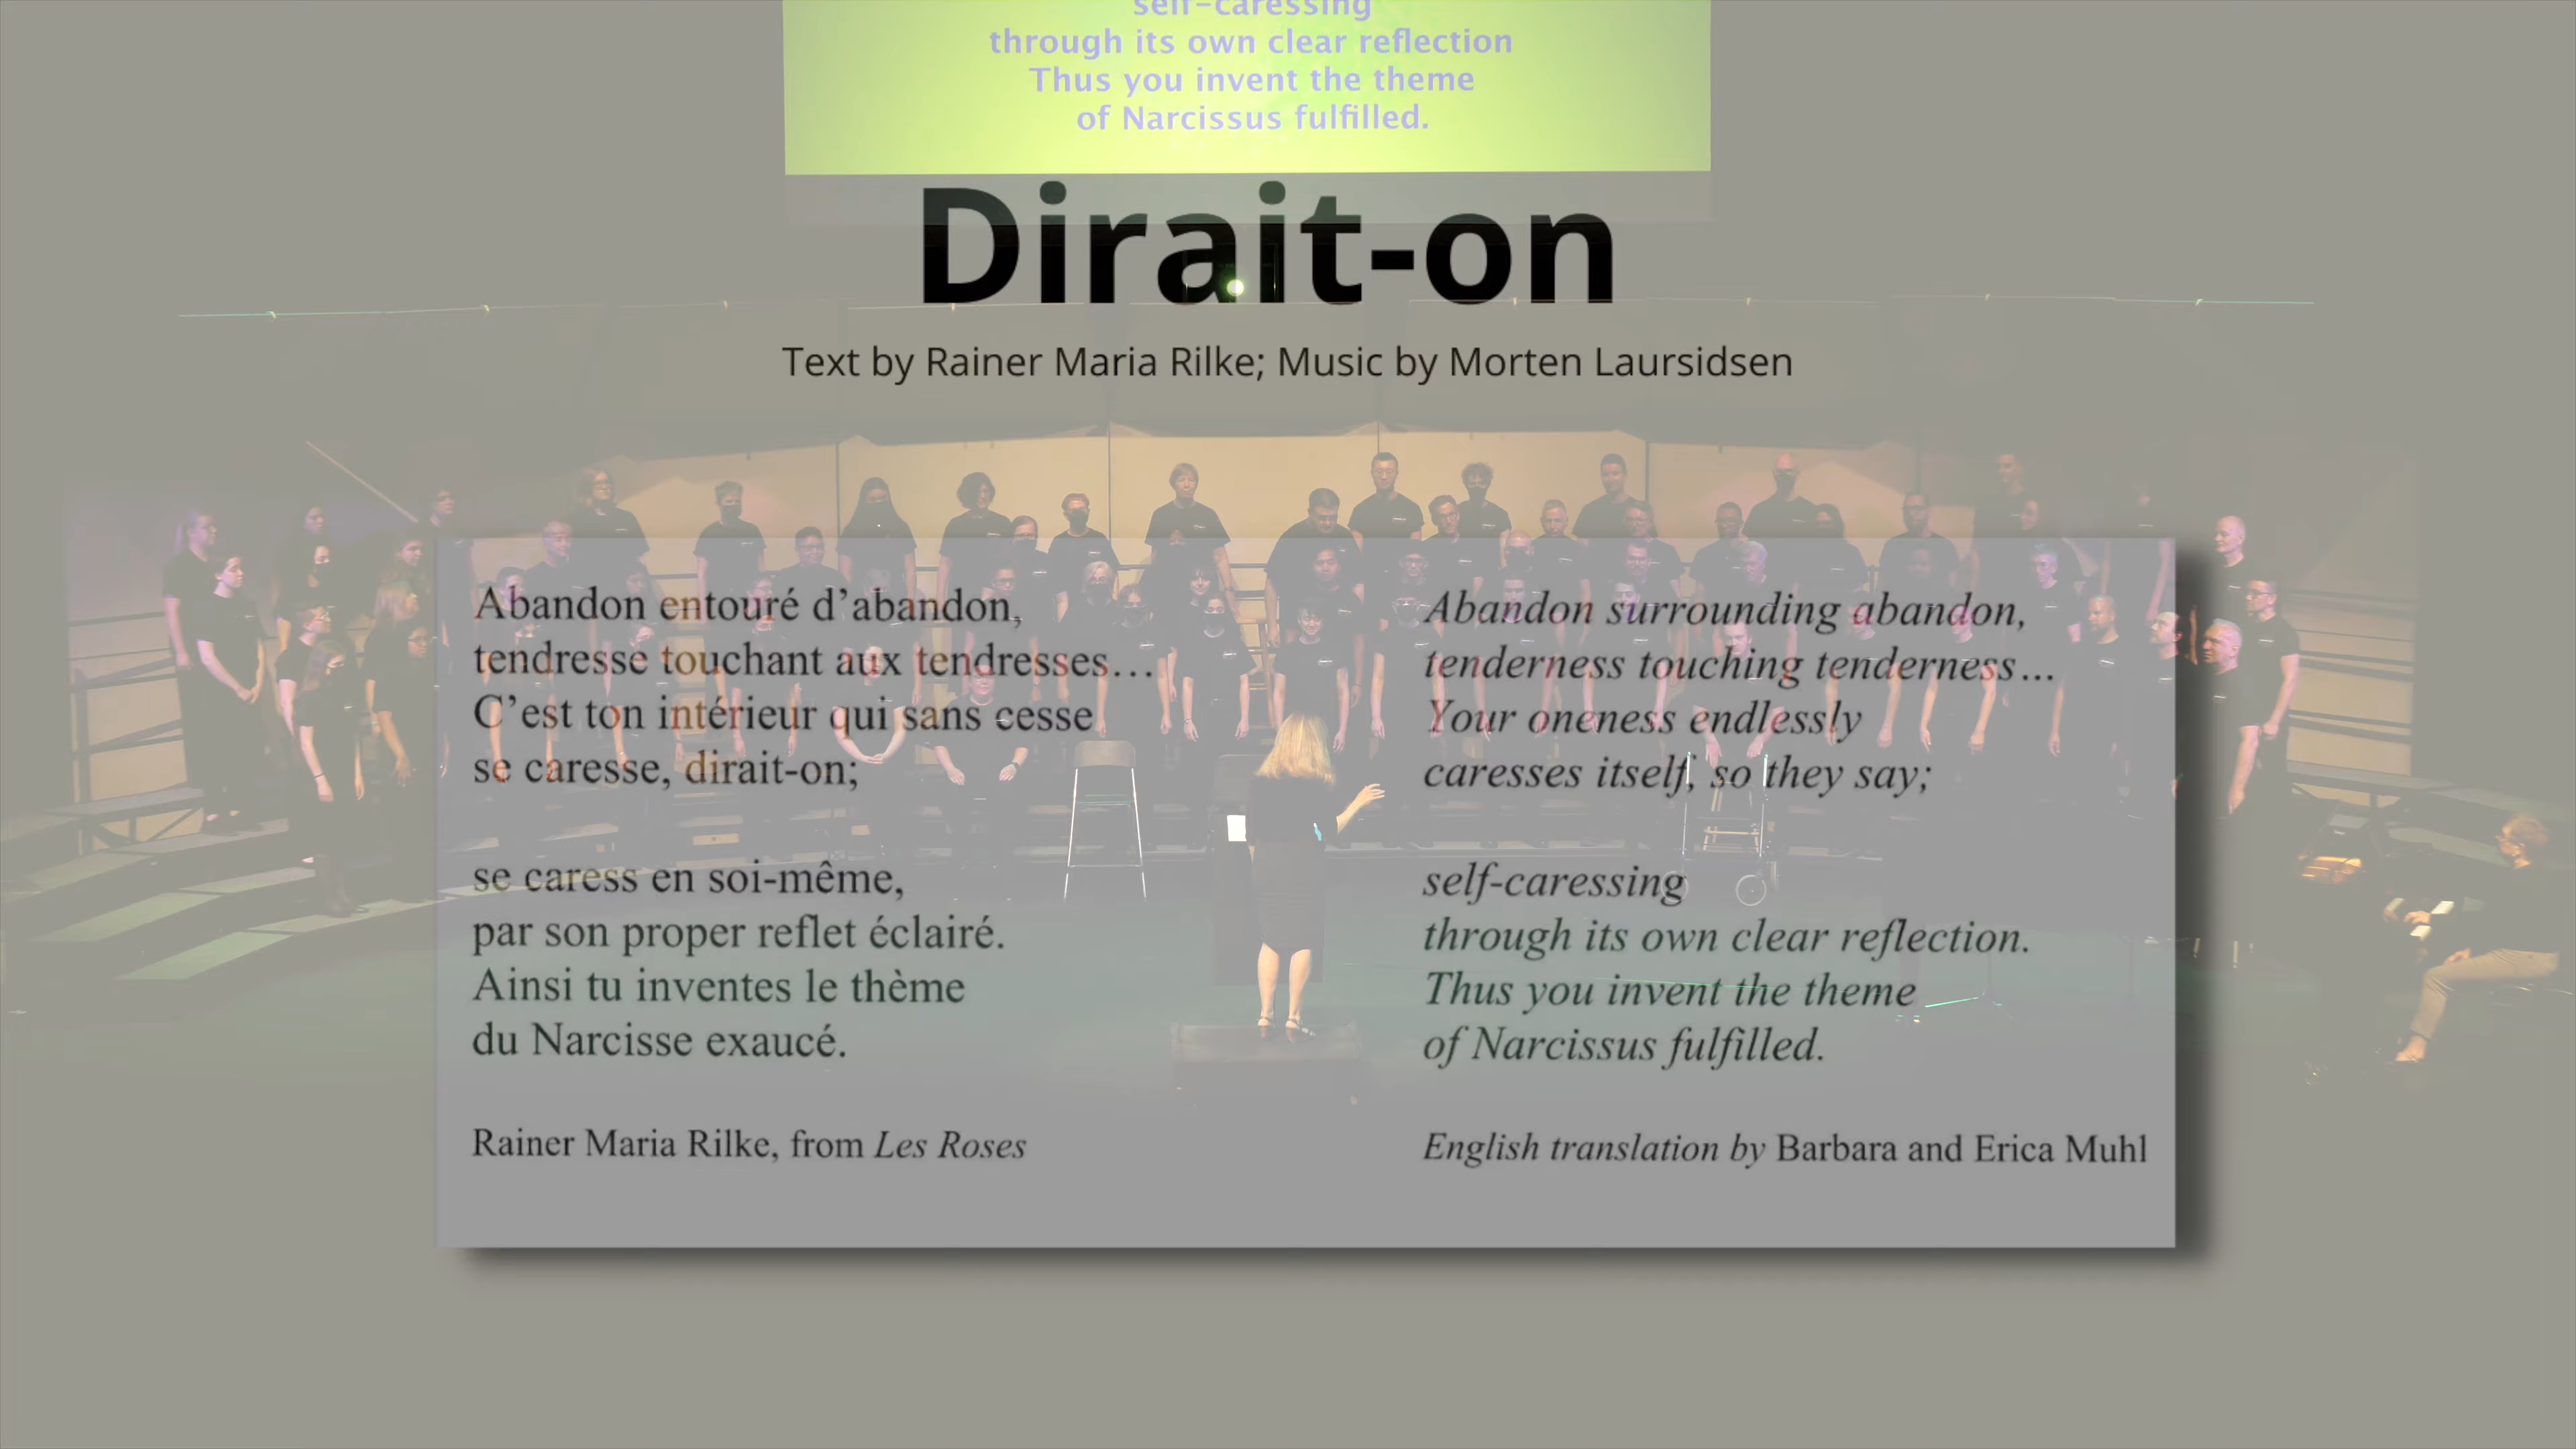 self-caressing
through its own clear reflection
Thus you invent the theme
of Narcissus fulfilled.
Dirait-on
Text by Rainer Maria Rilke; Music by Morten Laursidsen
Abandon entouré d’abandon,
tendresse touchant aux tendresses…
C’est ton intérieur qui sans cesse
se caresse, dirait-on;
se caress en soi-même,
par son proper reflet éclairé.
Ainsi tu inventes le thème
du Narcisse exaucé.
Rainer Maria Rilke, from Les Roses
Abandon surrounding abandon,
tenderness touching tenderness…
Your oneness endlessly
caresses itself, so they say;
self-caressing
through its own clear reflection.
Thus you invent the theme
of Narcissus fulfilled.
English translation by Barbara and Erica Muhl